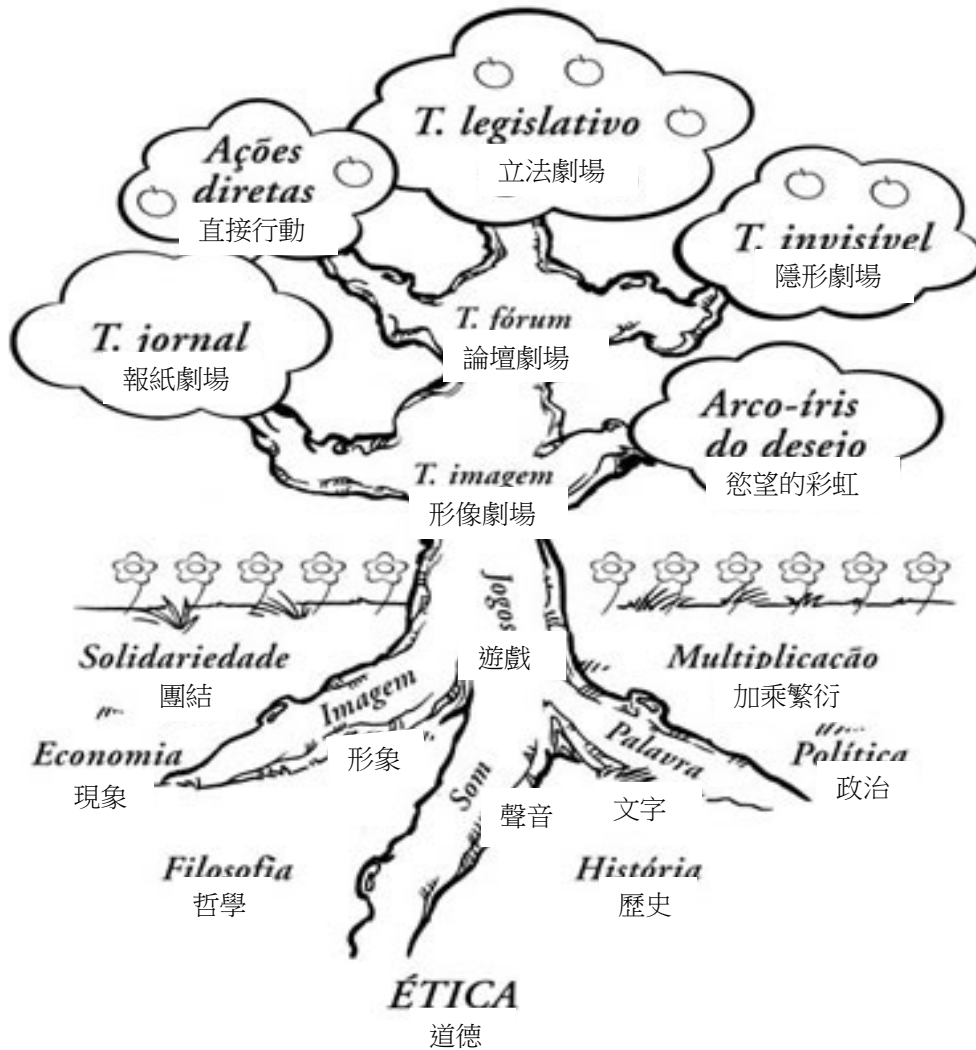 T. legislativo
立法劇場
Ações
diretas
直接行動
T. invisível
隱形劇場
T. jornal
報紙劇場
T. fórum
論壇劇場
Arco-íris
do desejo
慾望的彩虹
T. imagem
形像劇場
Jogos
遊戲
Solidariedade
團結
Multiplicação
加乘繁衍
Imagem
形象
Palavra
文字
Economia
現象
Política
政治
Som
聲音
Filosofia
哲學
História
歷史
ÉTICA
道德